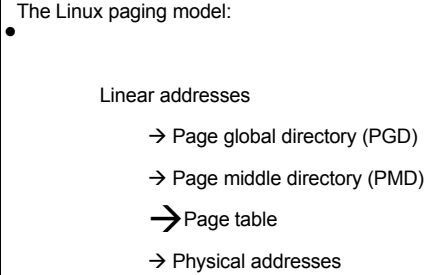 The Linux paging model:
•
Linear addresses
→ Page global directory (PGD)
→ Page middle directory (PMD)
→ Page table
→ Physical addresses